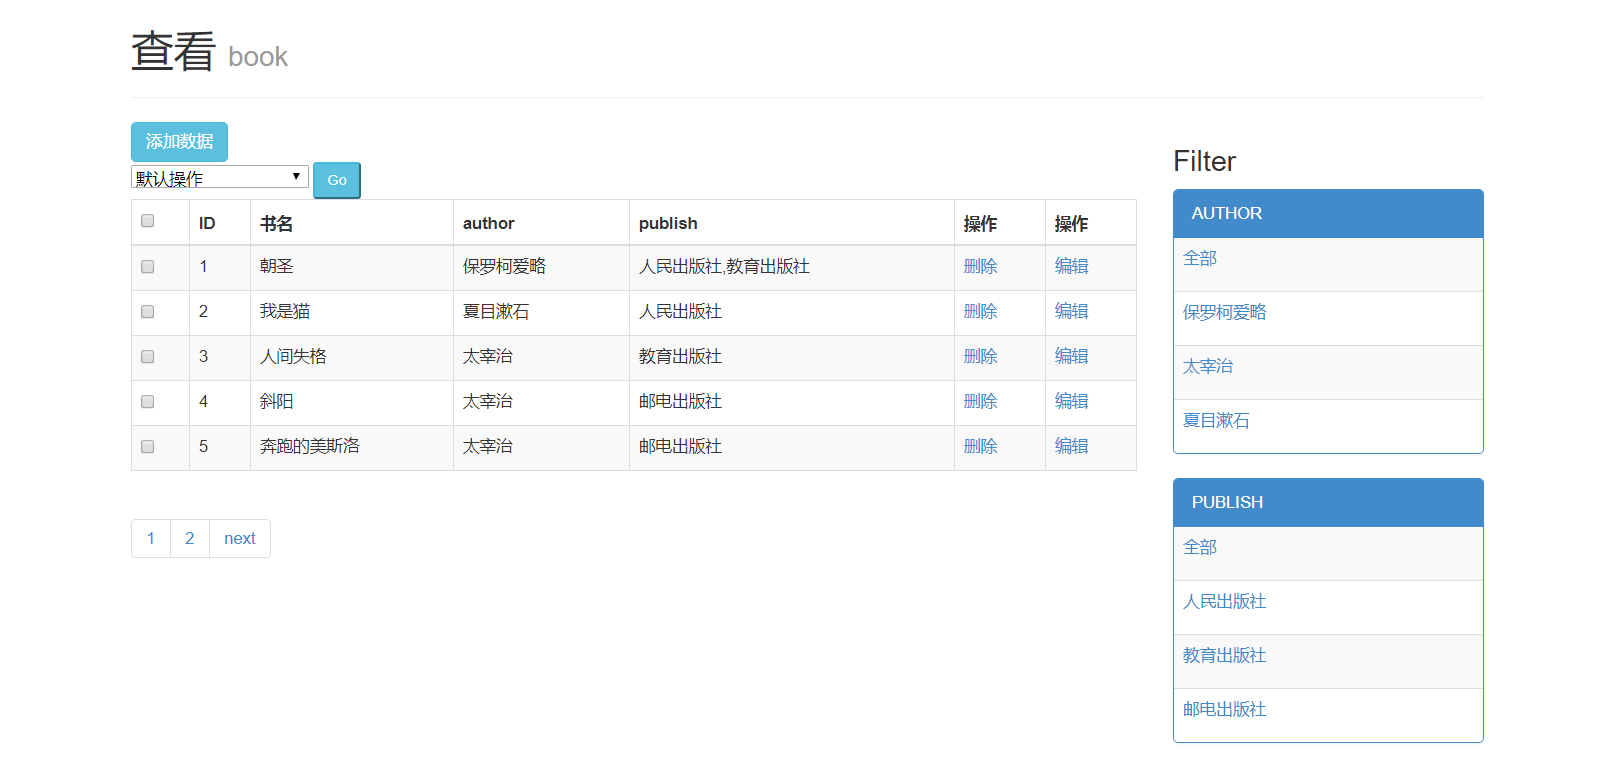 查看 book
添加数据
默认操作 Go
ID 书名 author publish 操作 操作
1 朝圣 保罗柯爱略 人民出版社,教育出版社 删除 编辑
2 我是猫 夏目漱石 人民出版社 删除 编辑
3 人间失格 太宰治 教育出版社 删除 编辑
4 斜阳 太宰治 邮电出版社 删除 编辑
5 奔跑的美斯洛 太宰治 邮电出版社 删除 编辑
1 2 next
Filter
AUTHOR
全部
保罗柯爱略
太宰治
夏目漱石
PUBLISH
全部
人民出版社
教育出版社
邮电出版社